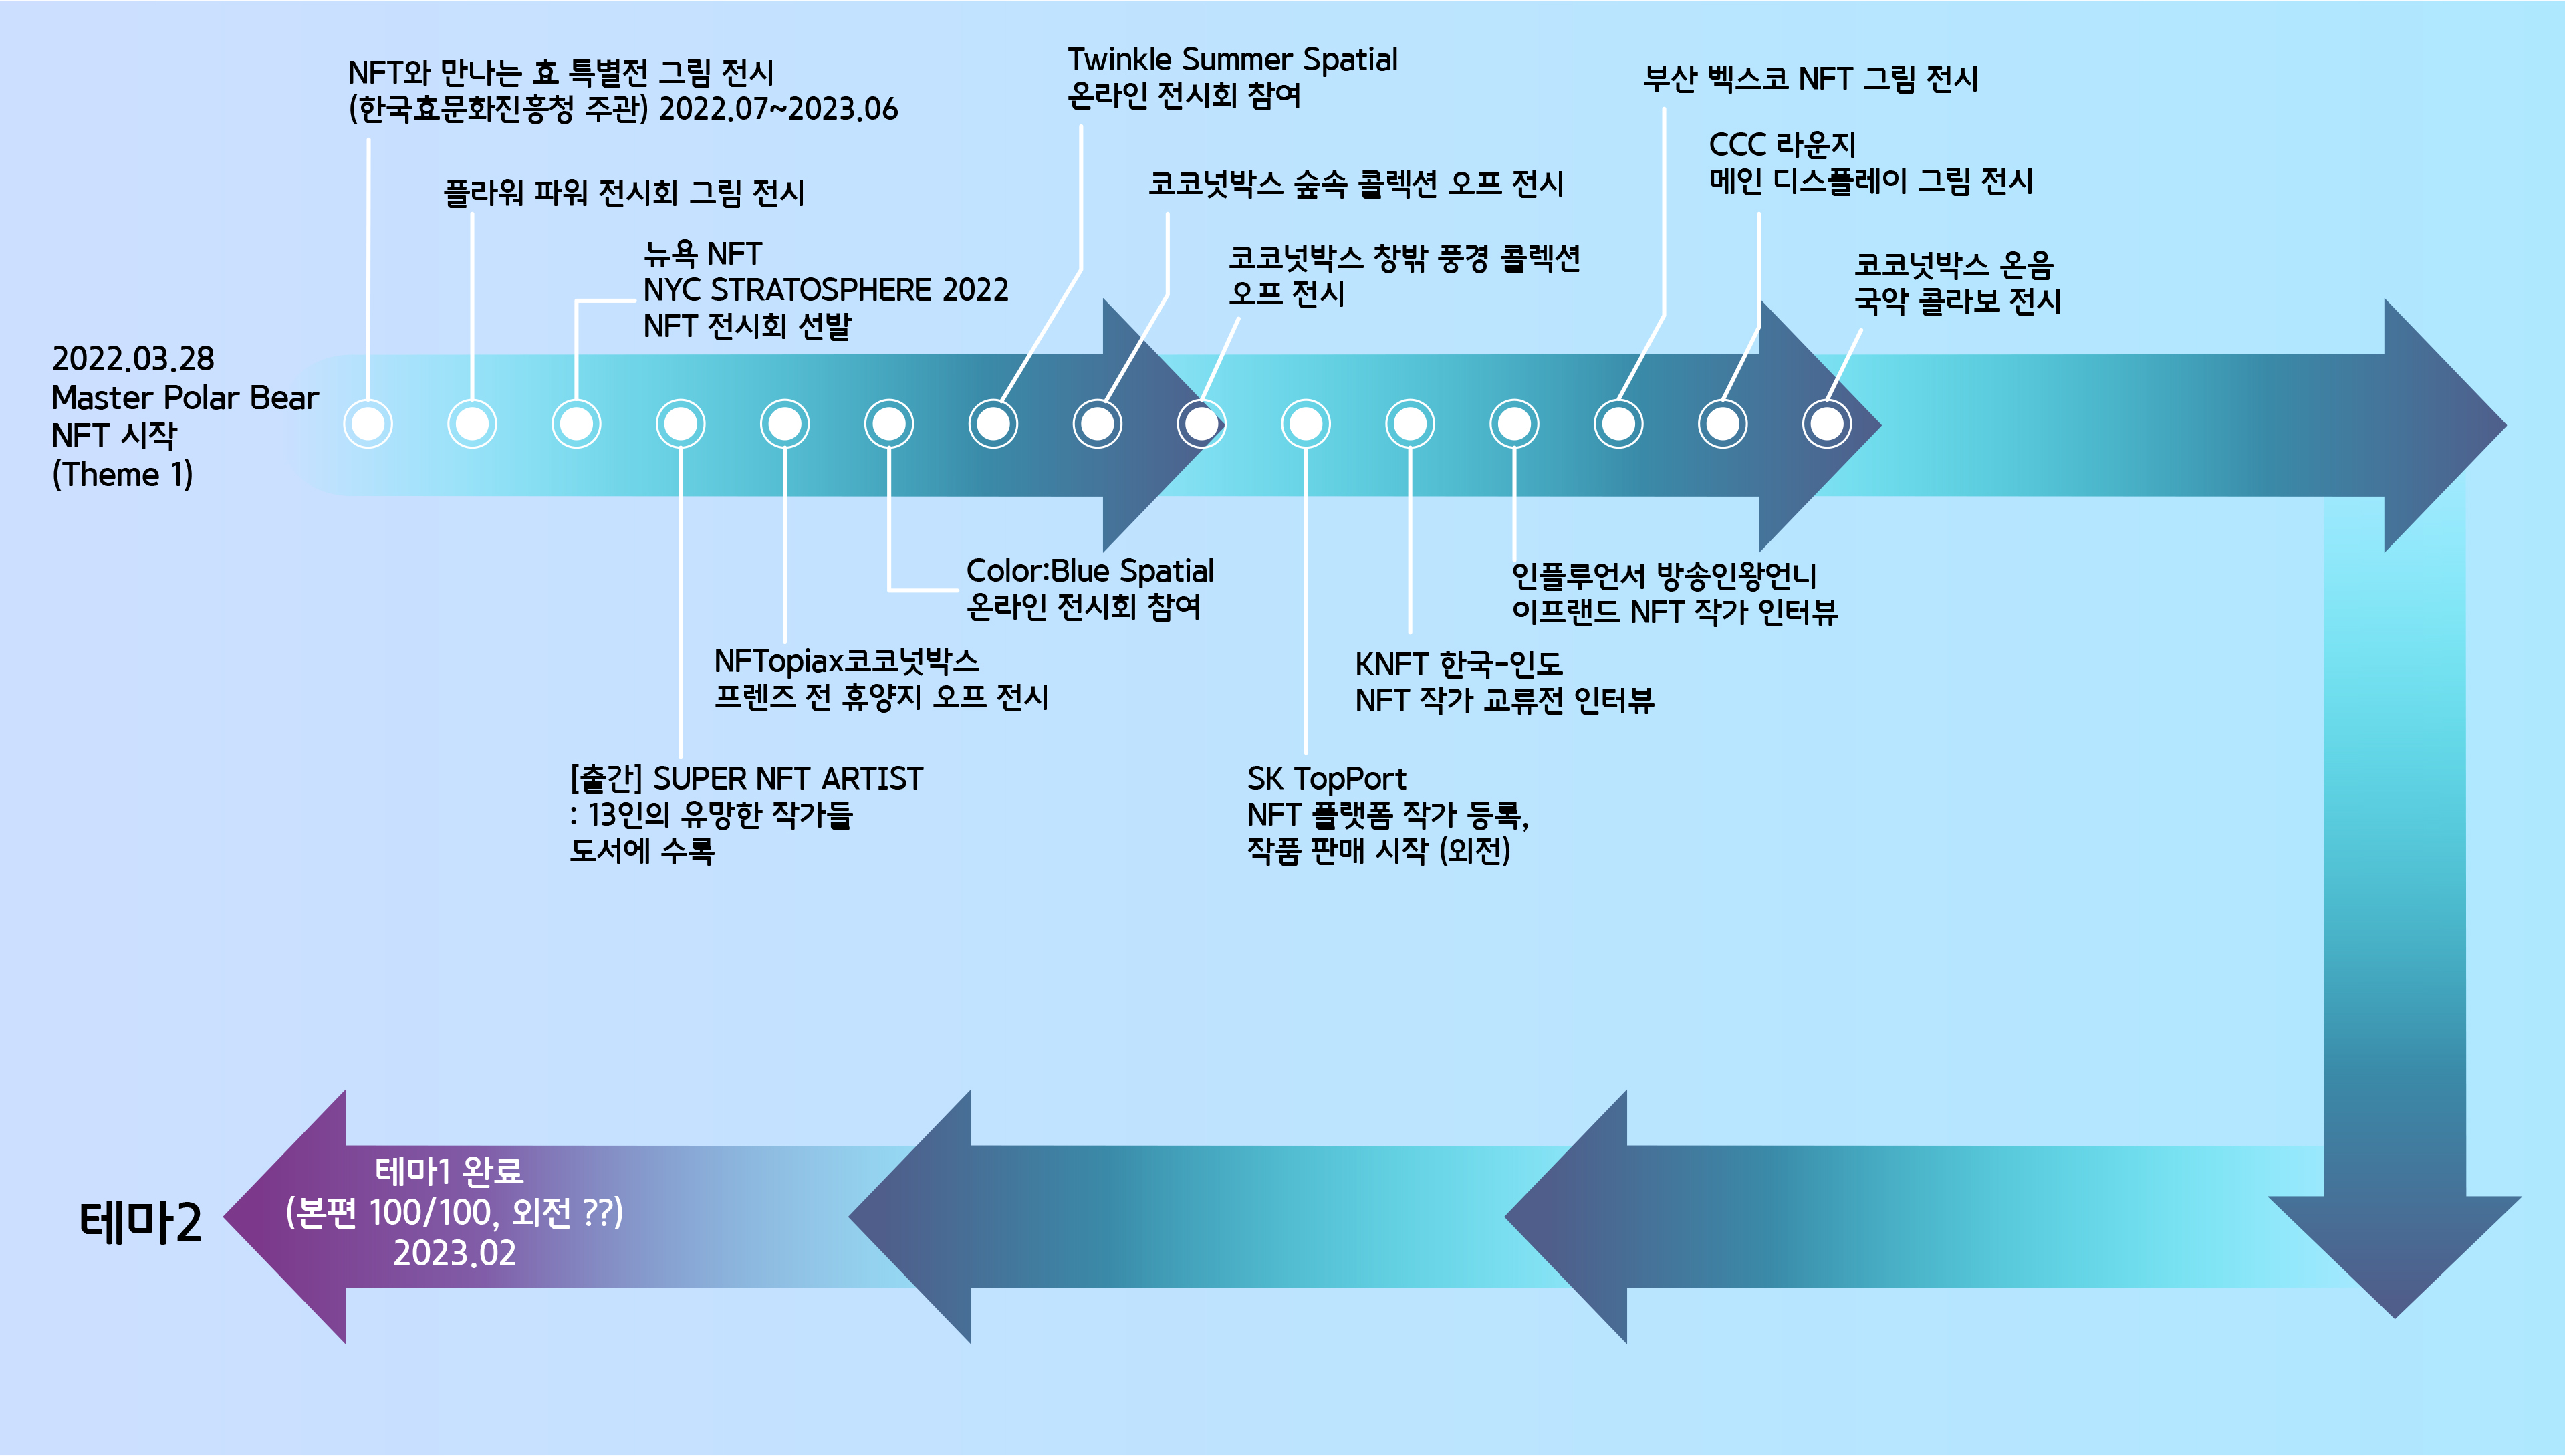 2022.03.28
Master Polar Bear
NFT 시작
(Theme 1)
NFT와 만나는 효 특별전 그림 전시
(한국효문화진흥청 주관) 2022.07~2023.06
플라워 파워 전시회 그림 전시
뉴욕 NFT
NYC STRATOSPHERE 2022
NFT 전시회 선발
[출간] SUPER NFT ARTIST
: 13인의 유망한 작가들
도서에 수록
NFTopiax코코넛박스
프렌즈 전 휴양지 오프 전시
Color:Blue Spatial
온라인 전시회 참여
Twinkle Summer Spatial
온라인 전시회 참여
코코넛박스 숲속 콜렉션 오프 전시
코코넛박스 창밖 풍경 콜렉션
오프 전시
SK TopPort
NFT 플랫폼 작가 등록,
작품 판매 시작 (외전)
KNFT 한국-인도
NFT 작가 교류전 인터뷰
인플루언서 방송인왕언니
이프랜드 NFT 작가 인터뷰
부산 벡스코 NFT 그림 전시
CCC 라운지
메인 디스플레이 그림 전시
코코넛박스 온음
국악 콜라보 전시
테마1 완료
(본편 100/100, 외전 ??)
2023.02
테마2